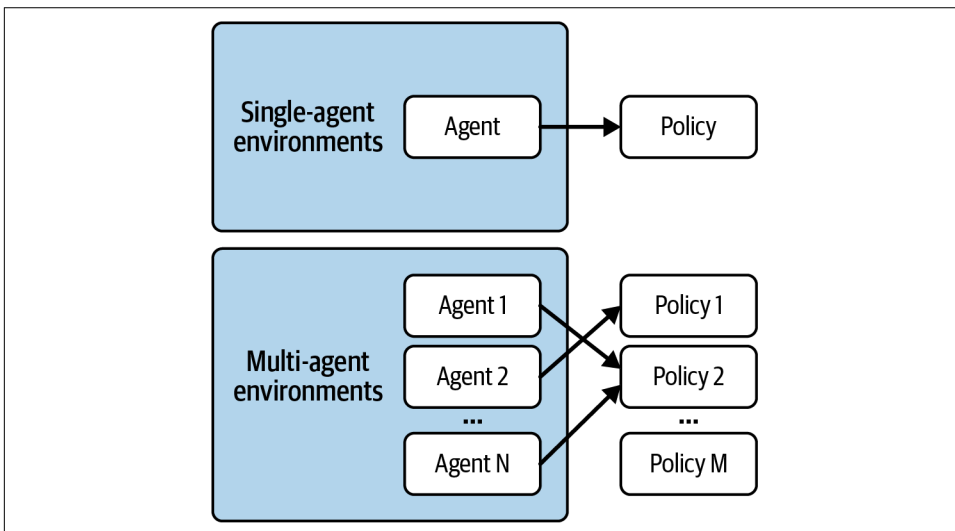 Single-agent
environments
Agent
Policy
Multi-agent
environments
Agent 1
Policy 1
Agent 2
Policy 2
...
...
Agent N
Policy M